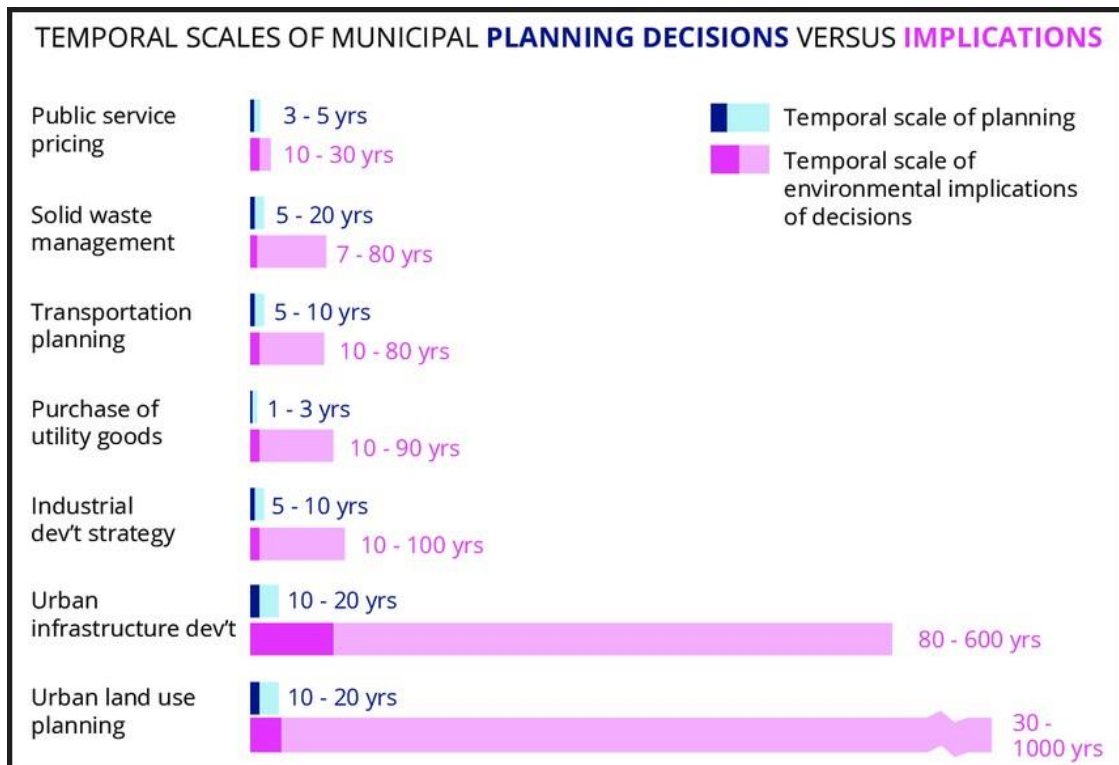 TEMPORAL SCALES OF MUNICIPAL PLANNING DECISIONS VERSUS IMPLICATIONS
Temporal scale of planning
Temporal scale of
environmental implications
of decisions
Public service
pricing
3 - 5 yrs
10 - 30 yrs
Solid waste
management
5 - 20 yrs
7 - 80 yrs
Transportation
planning
5 - 10 yrs
10 - 80 yrs
Purchase of
utility goods
1 - 3 yrs
10 - 90 yrs
Industrial
dev't strategy
5 - 10 yrs
10 - 100 yrs
Urban
infrastructure dev't
10 - 20 yrs
80 - 600 yrs
Urban land use
planning
10 - 20 yrs
30 -
1000 yrs